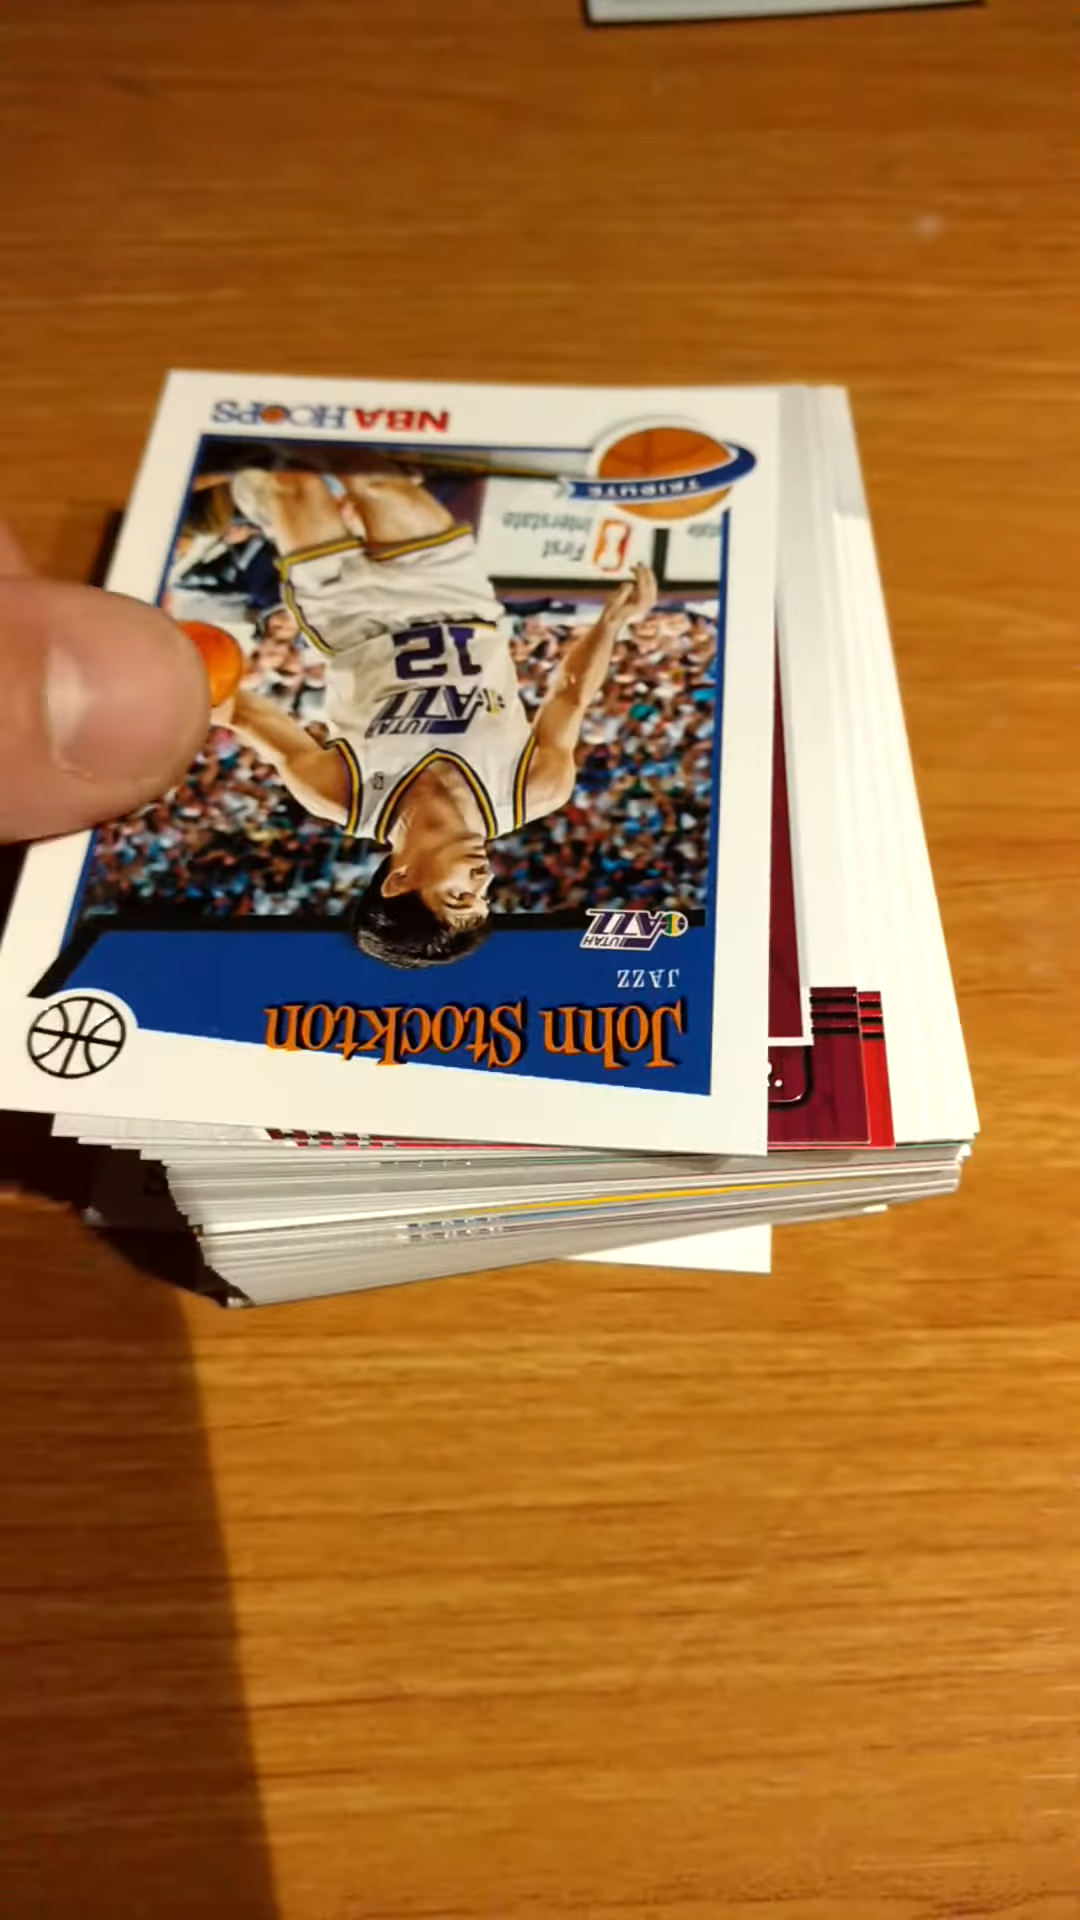 John Stockton
JAZZ
UTAH
JAZZ
UTAH
JAZZ
12
First
Interstate
TRIBUTE
NBA HOOPS